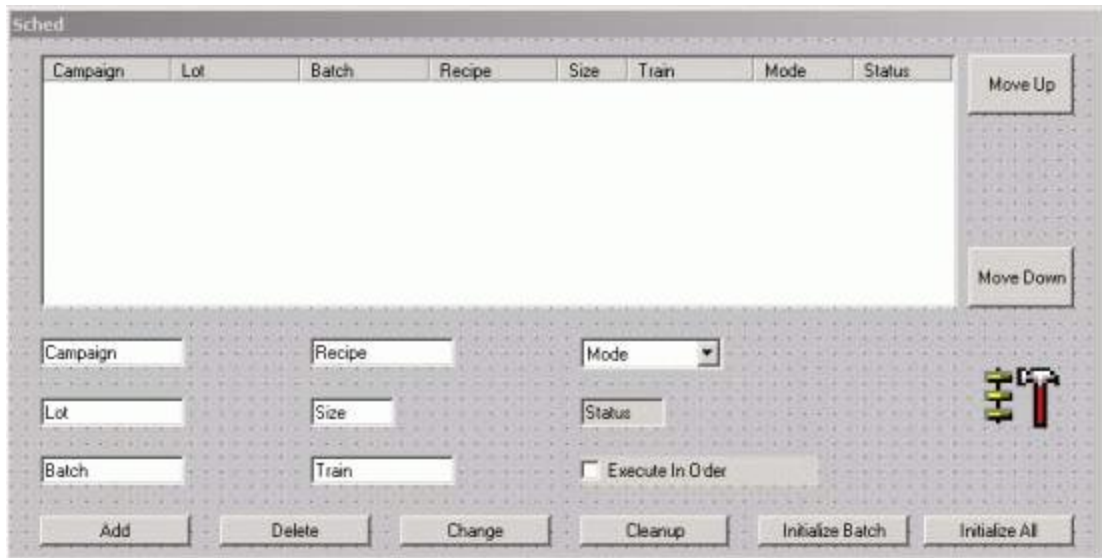 Sched
Campaign Lot Batch Recipe Size Train Mode Status
Move Up
Move Down
Campaign Recipe Mode
Lot Size Status
Batch Train Execute In Order
Add Delete Change Cleanup Initialize Batch Initialize All